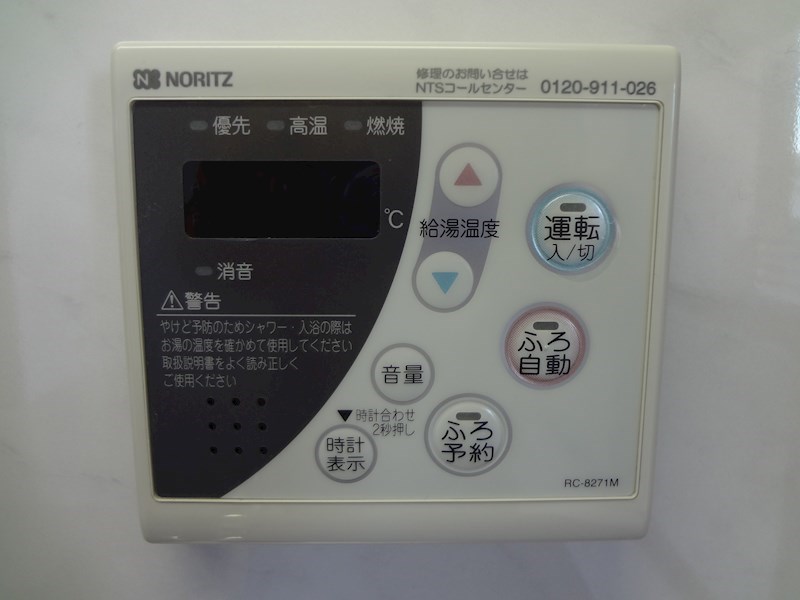 NORITZ
修理のお問い合せは
NTSコールセンター 0120-911-026
優先 高温 燃焼
℃
給湯温度
運転
入/切
消音
警告
やけど予防のためシャワー・入浴の際は
お湯の温度を確かめて使用してください
取扱説明書をよく読み正しく
ご使用ください
ふろ
自動
音量
▼時計合わせ
2秒押し
時計
表示
ふろ
予約
RC-8271M